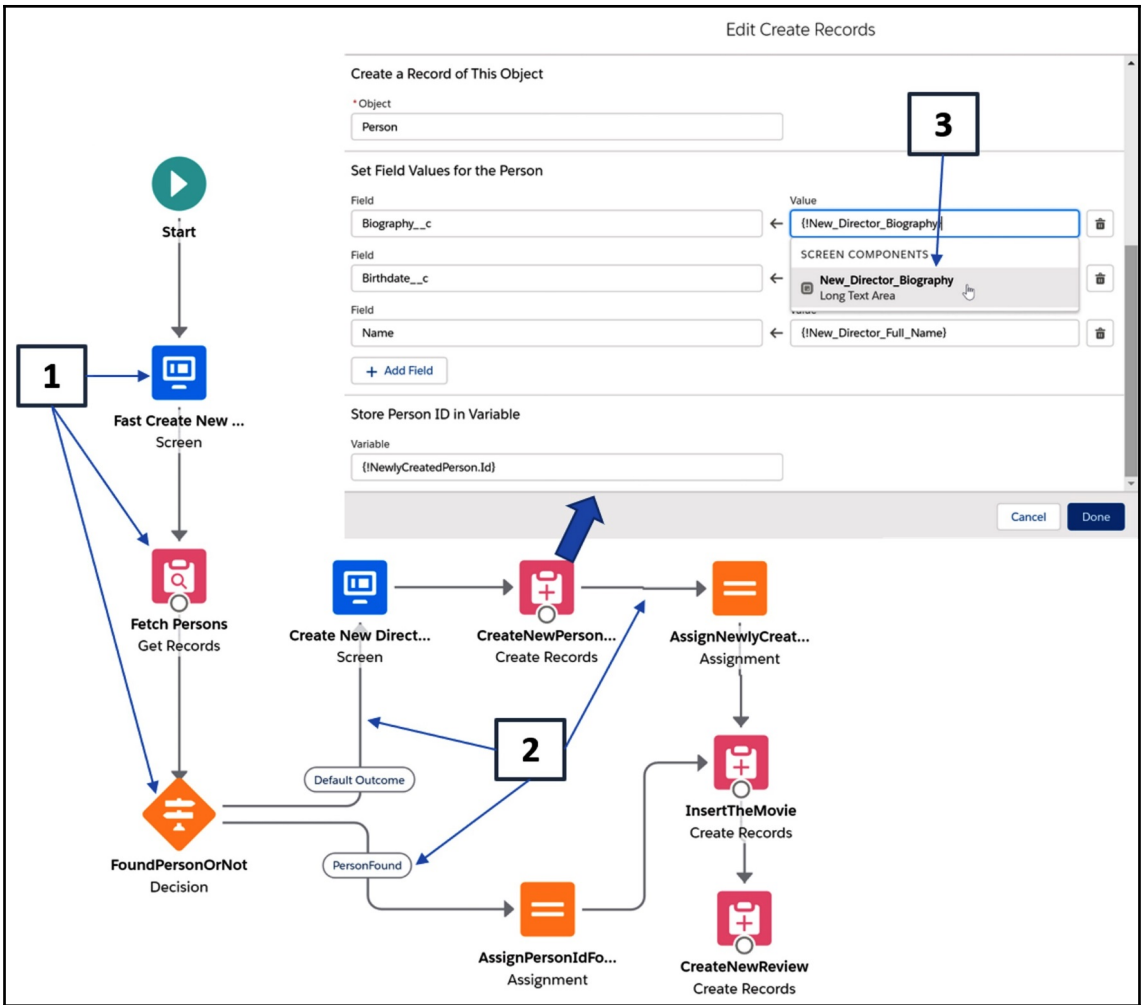 Edit Create Records
Create a Record of This Object
*Object
Person
3
Set Field Values for the Person
Field
Value
Biography__c
{!New_Director_Biography}
SCREEN COMPONENTS
New_Director_Biography
Long Text Area
Field
Birthdate__c
Field
Value
Name
{!New_Director_Full_Name}
+ Add Field
Store Person ID in Variable
Variable
{!NewlyCreatedPerson.Id}
Cancel
Done
Start
1
Fast Create New ...
Screen
Fetch Persons
Get Records
Create New Direct...
Screen
CreateNewPerson...
Create Records
AssignNewlyCreat...
Assignment
2
Default Outcome
InsertTheMovie
Create Records
FoundPersonOrNot
Decision
PersonFound
AssignPersonIdFo...
Assignment
CreateNewReview
Create Records